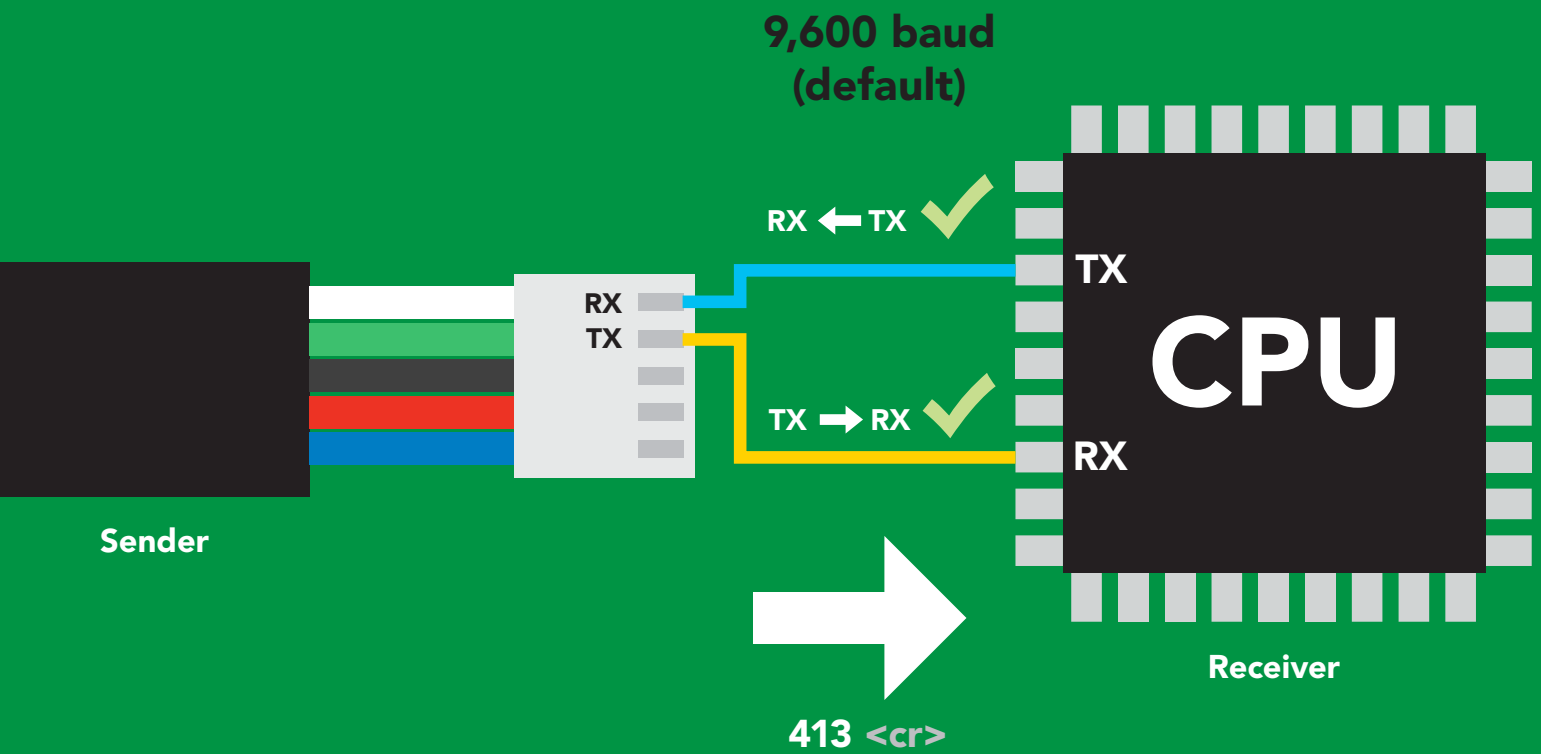 9,600 baud
(default)
RX ← TX
TX
RX
TX
CPU
TX → RX
RX
Sender
Receiver
413 <cr>